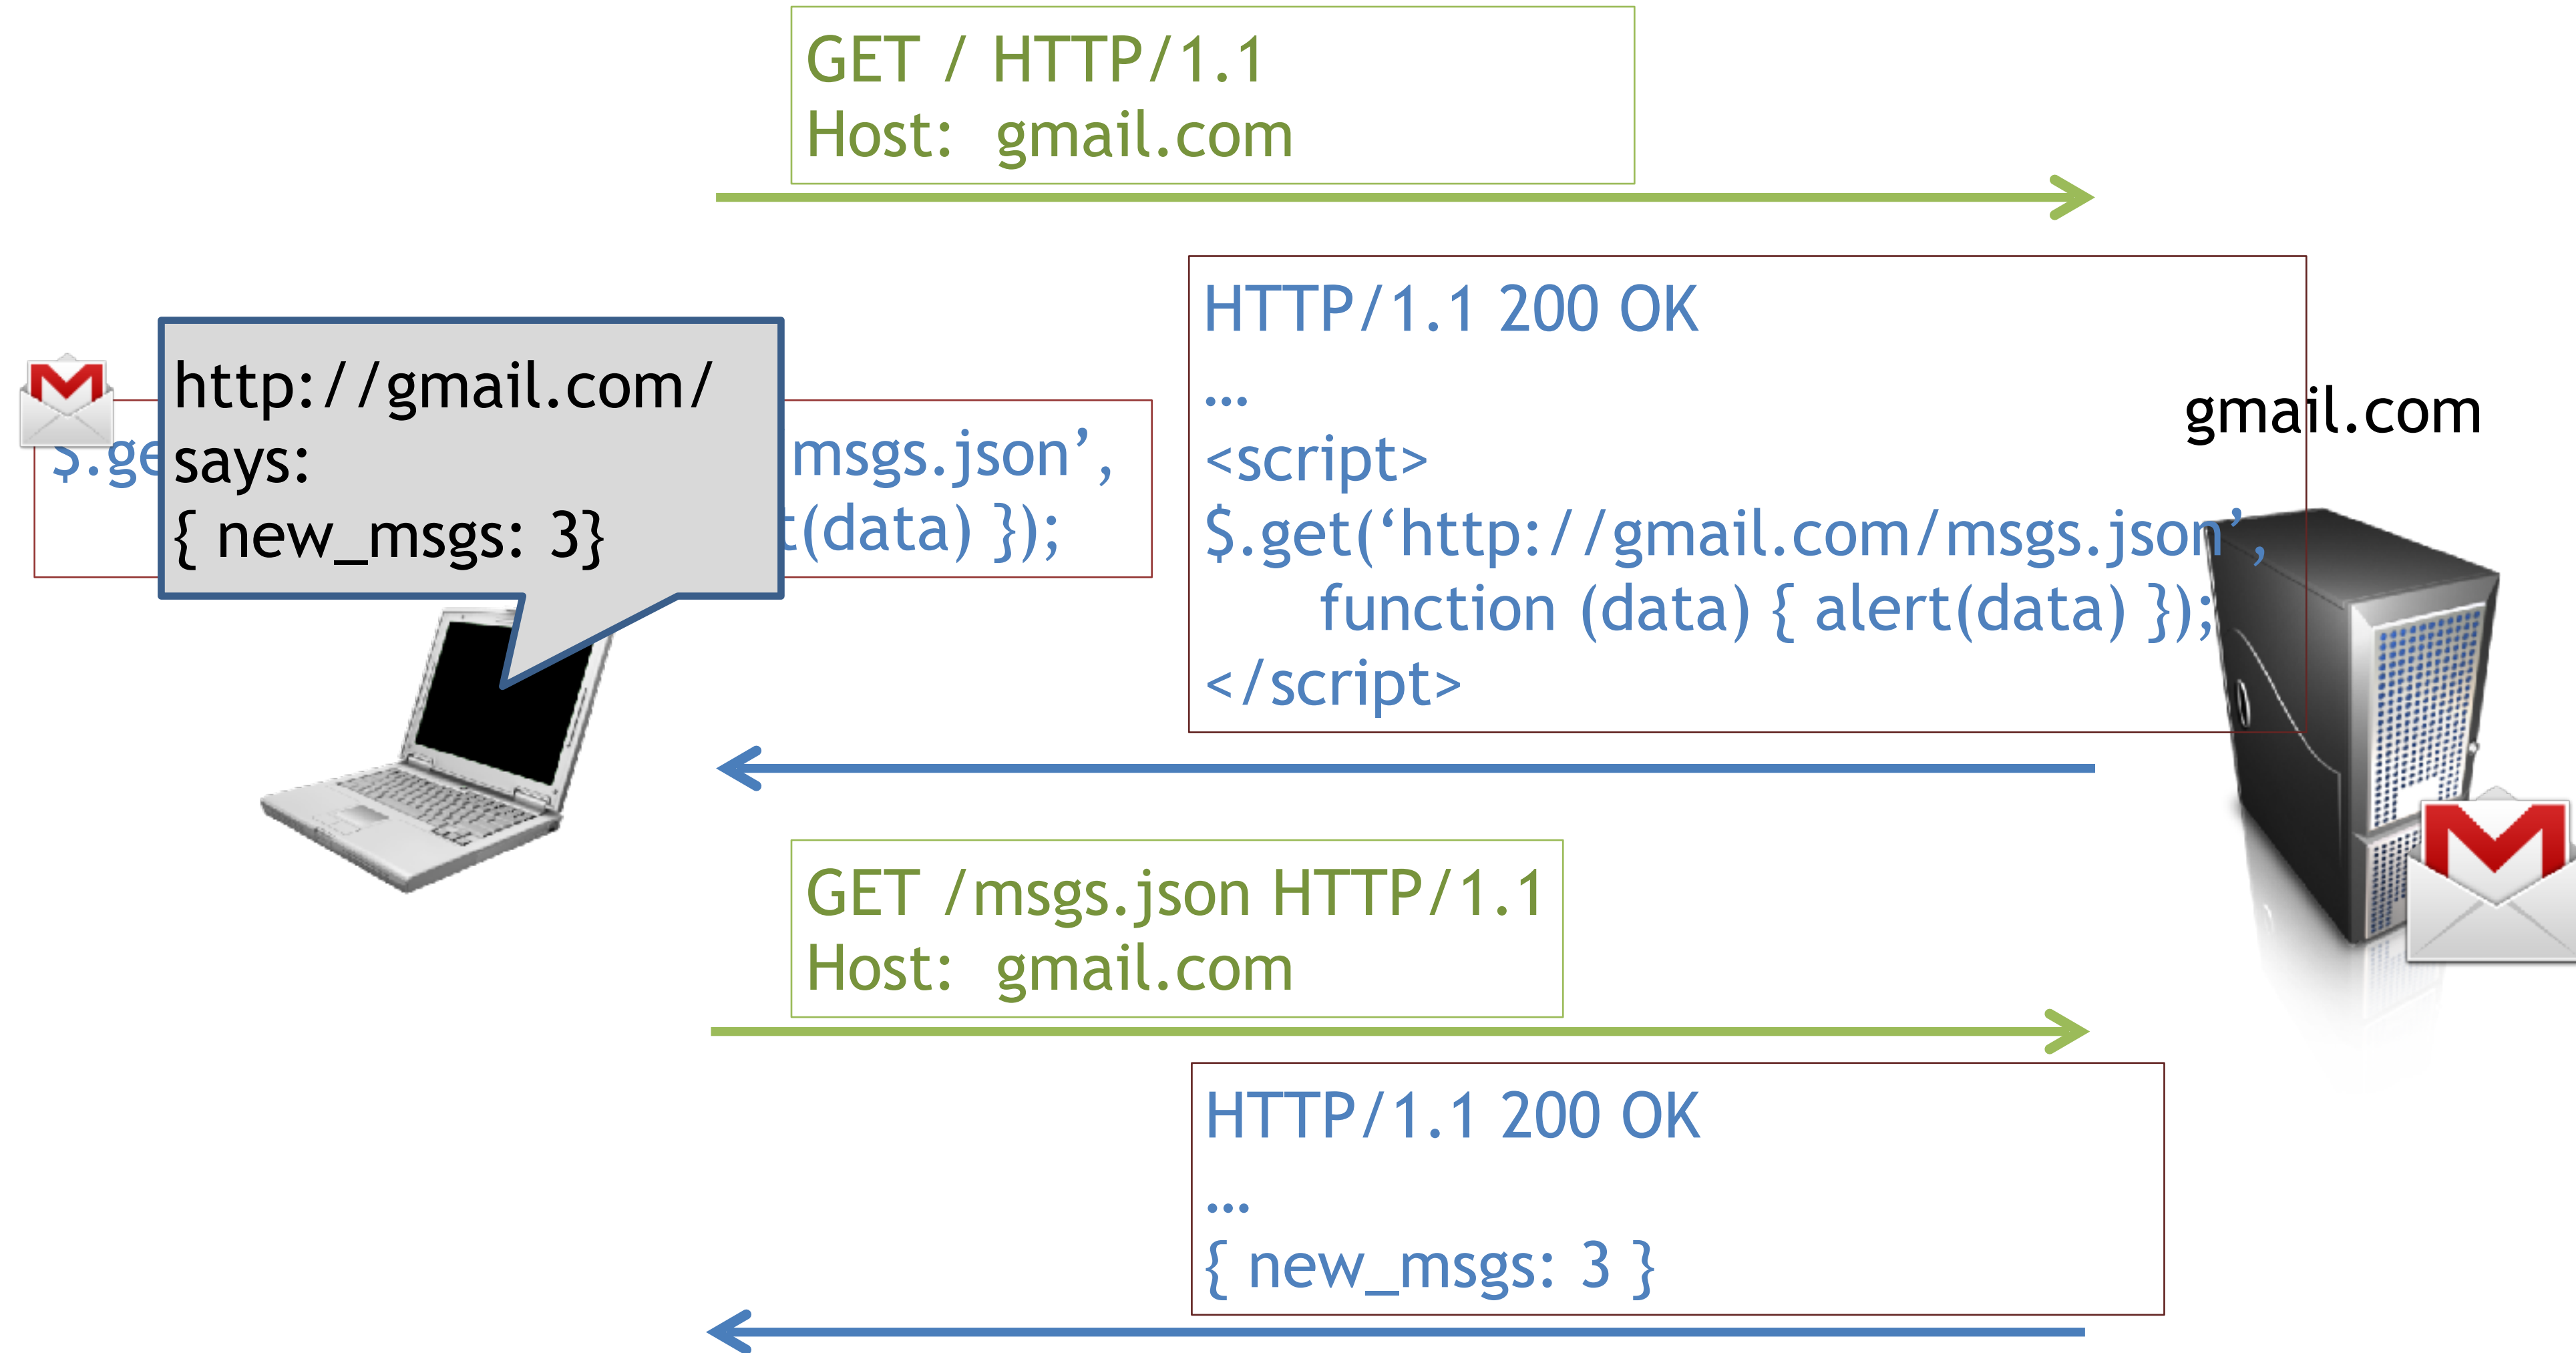 GET / HTTP/1.1
Host: gmail.com
http://gmail.com/
says:
{ new_msgs: 3}
$.ge
msgs.json’,
(data) });
HTTP/1.1 200 OK
…
<script>
$.get(‘http://gmail.com/msgs.json’,
function (data) { alert(data) });
</script>
gmail.com
GET /msgs.json HTTP/1.1
Host: gmail.com
HTTP/1.1 200 OK
…
{ new_msgs: 3 }